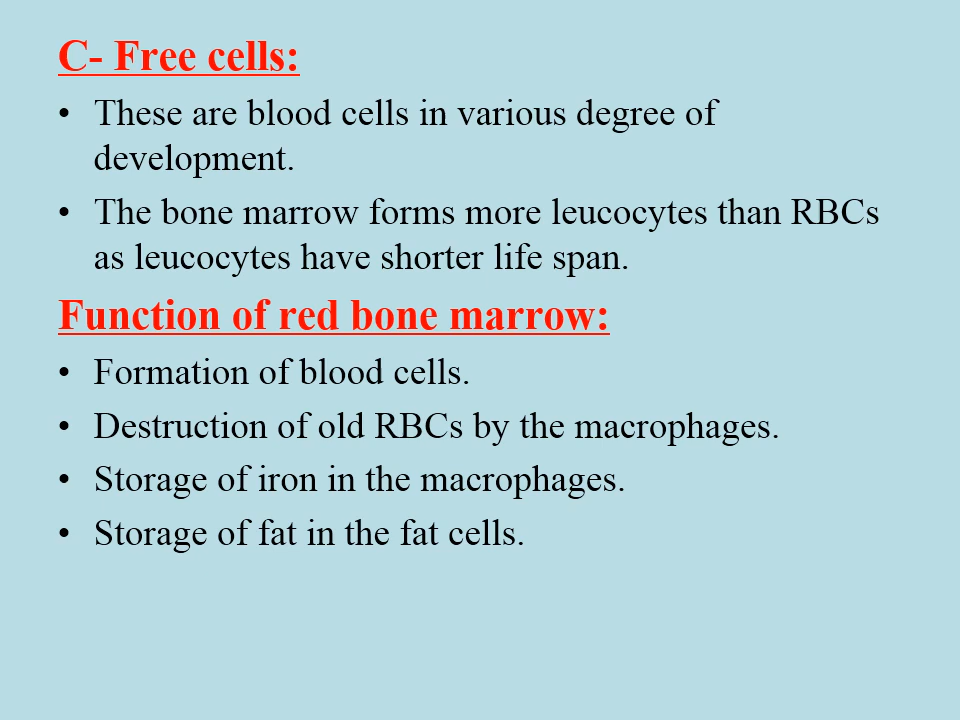 C- Free cells:
• These are blood cells in various degree of
development.
• The bone marrow forms more leucocytes than RBCs
as leucocytes have shorter life span.
Function of red bone marrow:
• Formation of blood cells.
• Destruction of old RBCs by the macrophages.
• Storage of iron in the macrophages.
• Storage of fat in the fat cells.